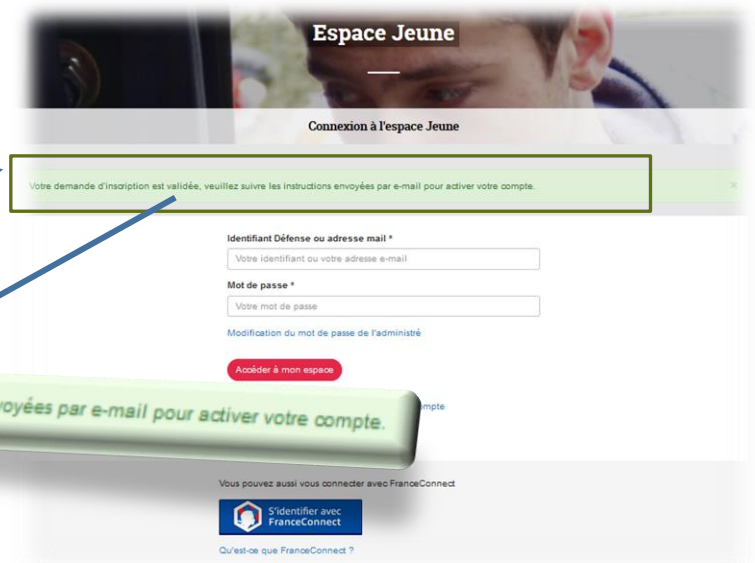 Espace Jeune
Connexion à l'espace Jeune
Votre demande d'inscription est validée, veuillez suivre les instructions envoyées par e-mail pour activer votre compte.
×
Identifiant Défense ou adresse mail *
Votre identifiant ou votre adresse e-mail
Mot de passe *
Votre mot de passe
Modification du mot de passe de l'administré
Accéder à mon espace
voyées par e-mail pour activer votre compte.
Vous pouvez aussi vous connecter avec FranceConnect
S'identifier avec
FranceConnect
Qu'est-ce que FranceConnect ?